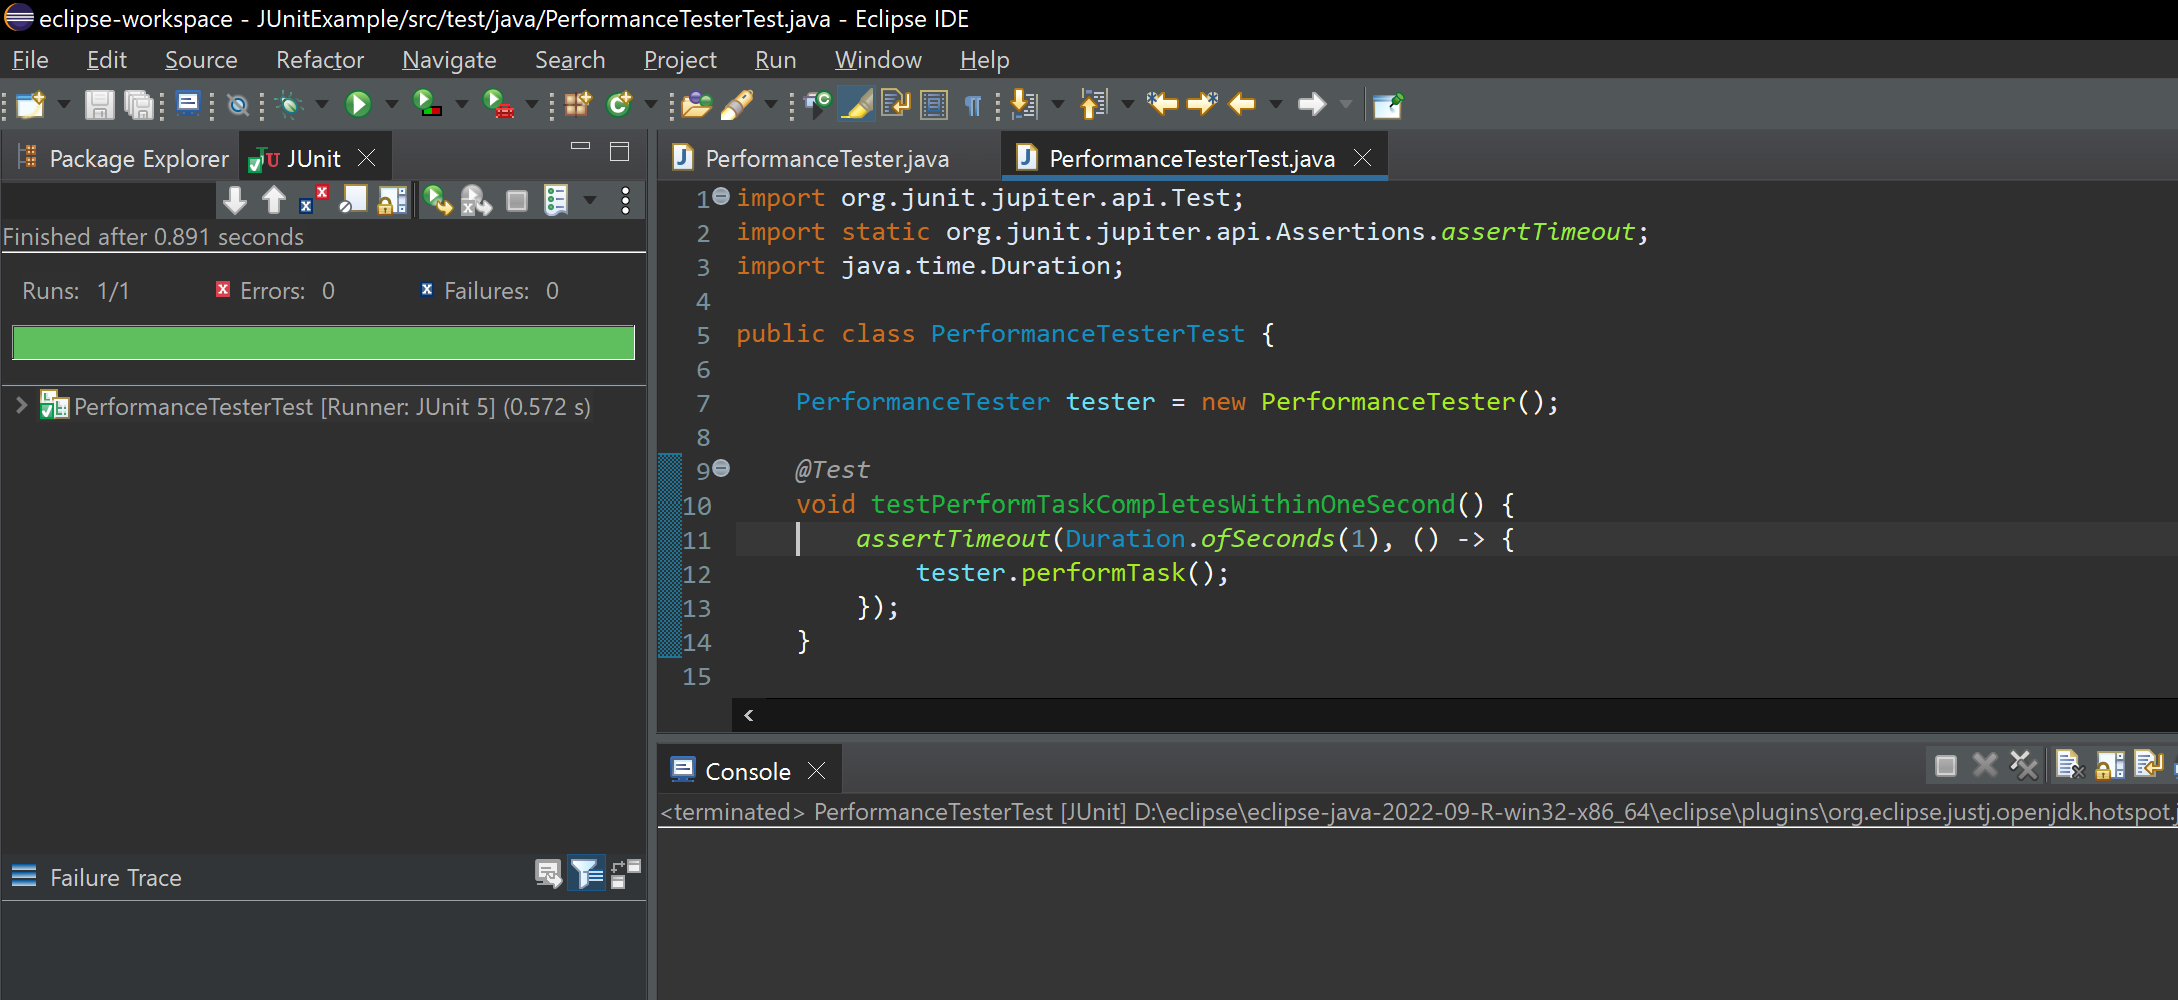 eclipse-workspace - JUnitExample/src/test/java/PerformanceTesterTest.java - Eclipse IDE
File Edit Source Refactor Navigate Search Project Run Window Help
Package Explorer JUnit
Finished after 0.891 seconds
Runs: 1/1 Errors: 0 Failures: 0
PerformanceTesterTest [Runner: JUnit 5] (0.572 s)
Failure Trace
PerformanceTester.java PerformanceTesterTest.java
1 import org.junit.jupiter.api.Test;
2 import static org.junit.jupiter.api.Assertions.assertTimeout;
3 import java.time.Duration;
4
5 public class PerformanceTesterTest {
6
7 PerformanceTester tester = new PerformanceTester();
8
9 @Test
10 void testPerformTaskCompletesWithinOneSecond() {
11 assertTimeout(Duration.ofSeconds(1), () -> {
12 tester.performTask();
13 });
14 }
15
Console
<terminated> PerformanceTesterTest [JUnit] D:\eclipse\eclipse-java-2022-09-R-win32-x86_64\eclipse\plugins\org.eclipse.justj.openjdk.hotspot.j